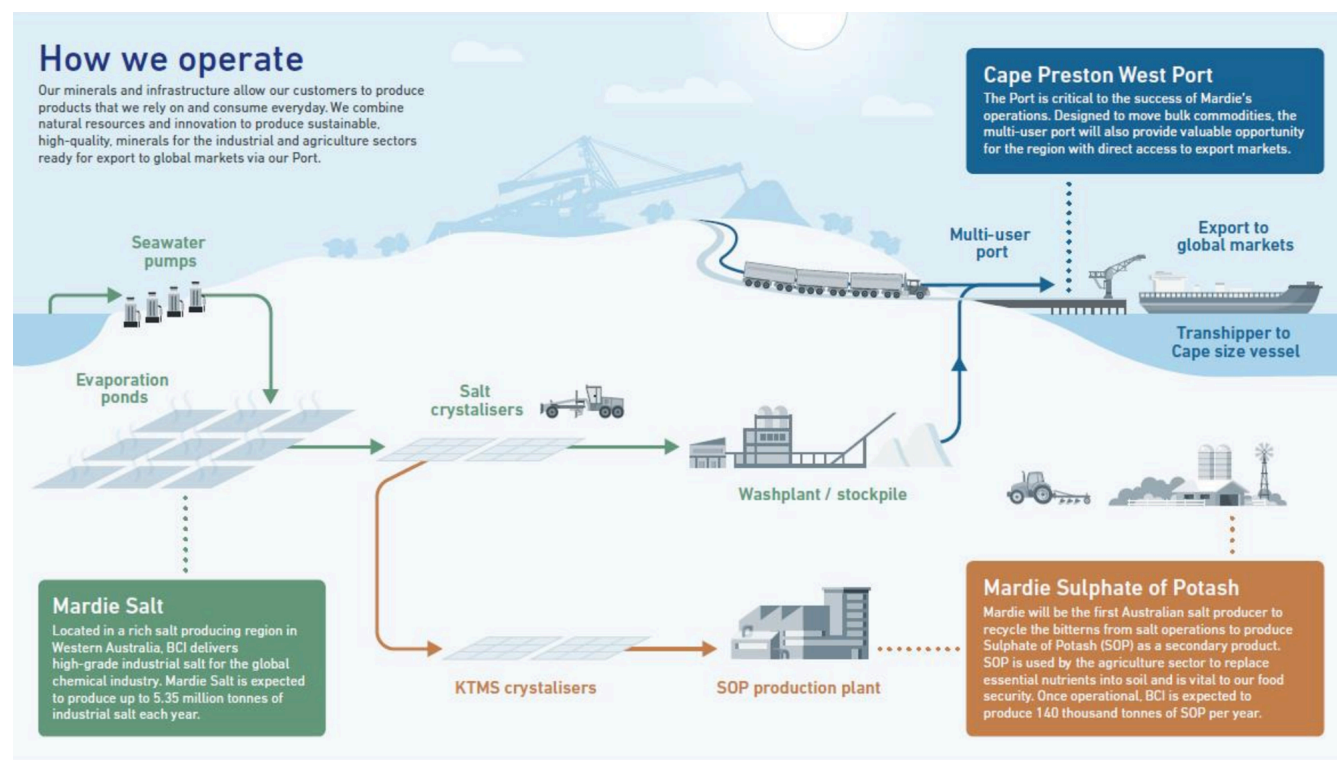 How we operate
Our minerals and infrastructure allow our customers to produce
products that we rely on and consume everyday. We combine
natural resources and innovation to produce sustainable,
high-quality, minerals for the industrial and agriculture sectors
ready for export to global markets via our Port.
Cape Preston West Port
The Port is critical to the success of Mardie's
operations. Designed to move bulk commodities, the
multi-user port will also provide valuable opportunity
for the region with direct access to export markets.
Seawater
pumps
Multi-user
port
Export to
global markets
Transhipper to
Cape size vessel
Evaporation
ponds
Salt
crystalisers
Washplant / stockpile
Mardie Salt
Located in a rich salt producing region in
Western Australia, BCI delivers
high-grade industrial salt for the global
chemical industry. Mardie Salt is expected
to produce up to 5.35 million tonnes of
industrial salt each year.
KTMS crystalisers
SOP production plant
Mardie Sulphate of Potash
Mardie will be the first Australian salt producer to
recycle the bitterns from salt operations to produce
Sulphate of Potash (SOP) as a secondary product.
SOP is used by the agriculture sector to replace
essential nutrients into soil and is vital to our food
security. Once operational, BCI is expected to
produce 140 thousand tonnes of SOP per year.